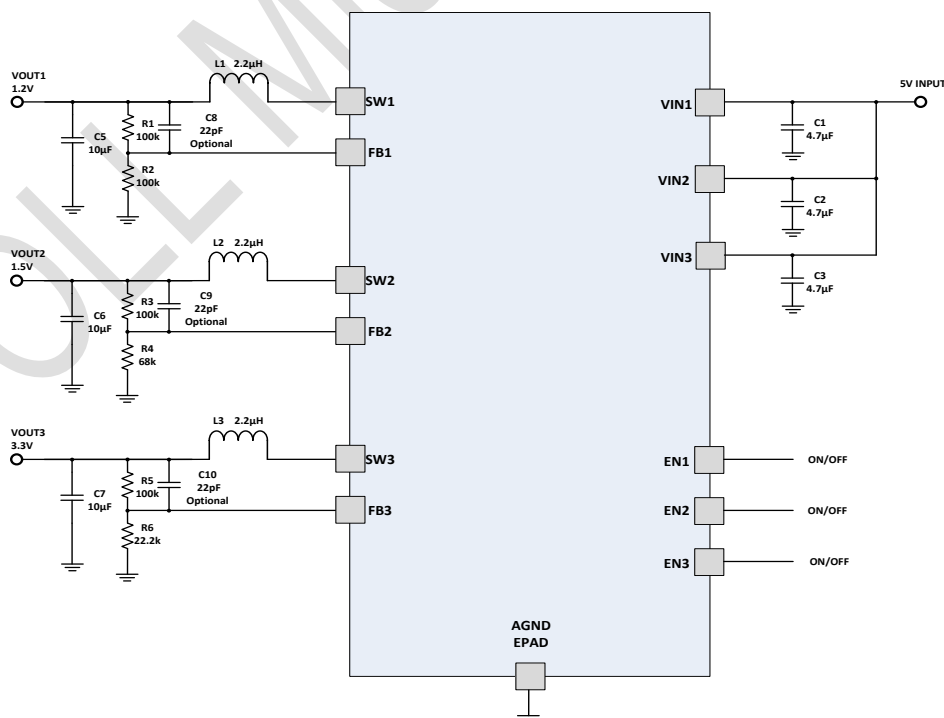 L1 2.2µH
VOUT1
1.2V
SW1
C5
10µF
R1
100k
C8
22pF
Optional
FB1
R2
100k
VIN1
5V INPUT
C1
4.7µF
VIN2
C2
4.7µF
VIN3
C3
4.7µF
L2 2.2µH
VOUT2
1.5V
SW2
C6
10µF
R3
100k
C9
22pF
Optional
FB2
R4
68k
L3 2.2µH
VOUT3
3.3V
SW3
C7
10µF
R5
100k
C10
22pF
Optional
FB3
R6
22.2k
EN1
ON/OFF
EN2
ON/OFF
EN3
ON/OFF
AGND
EPAD